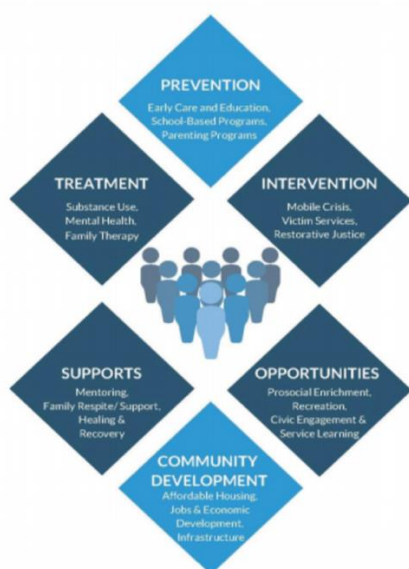 PREVENTION
Early Care and Education,
School-Based Programs,
Parenting Programs
TREATMENT
Substance Use,
Mental Health,
Family Therapy
INTERVENTION
Mobile Crisis,
Victim Services,
Restorative Justice
SUPPORTS
Mentoring,
Family Respite/ Support,
Healing &
Recovery
OPPORTUNITIES
Prosocial Enrichment,
Recreation,
Civic Engagement &
Service Learning
COMMUNITY
DEVELOPMENT
Affordable Housing,
Jobs & Economic
Development,
Infrastructure